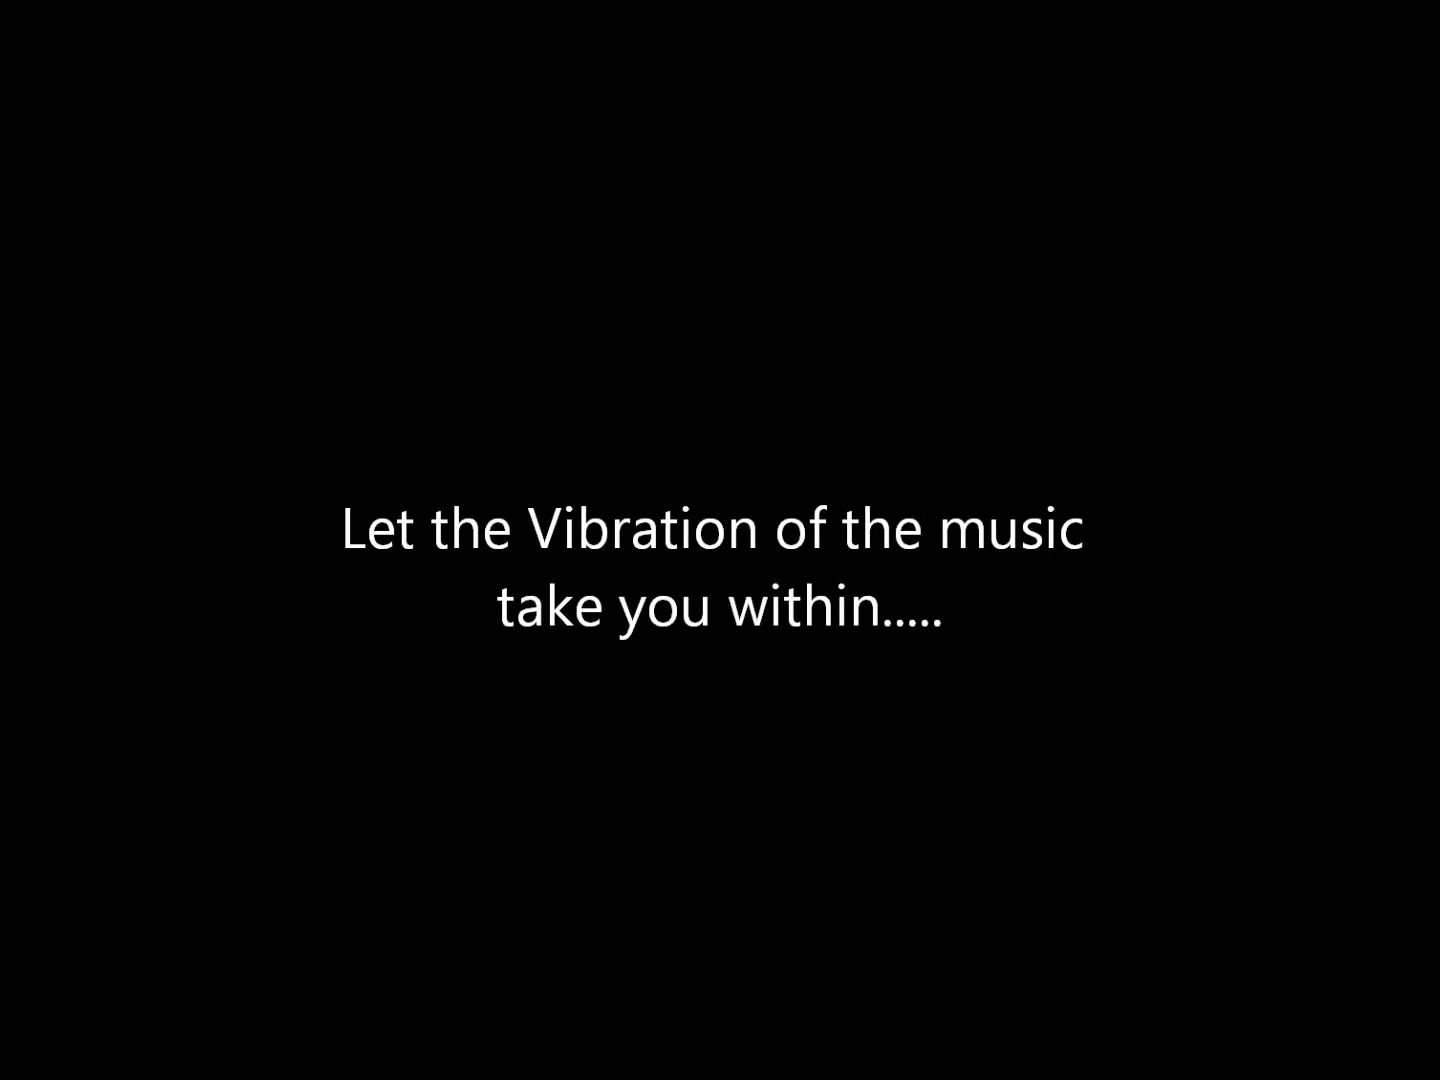 Let the Vibration of the music
take you within.....